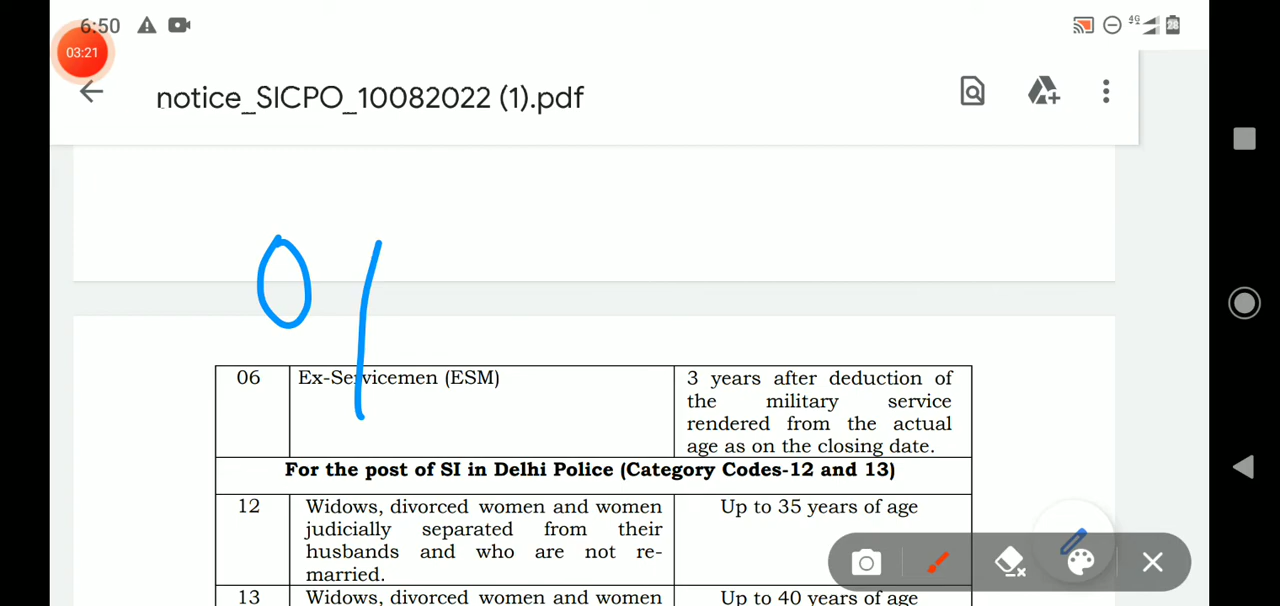 6:50
4G
28
03:21
notice_SICPO_10082022 (1).pdf
0/
06 Ex-Servicemen (ESM) 3 years after deduction of
the military service
rendered from the actual
age as on the closing date.
For the post of SI in Delhi Police (Category Codes-12 and 13)
12 Widows, divorced women and women Up to 35 years of age
judicially separated from their
husbands and who are not re-
married.
13 Widows, divorced women and women Up to 40 years of age